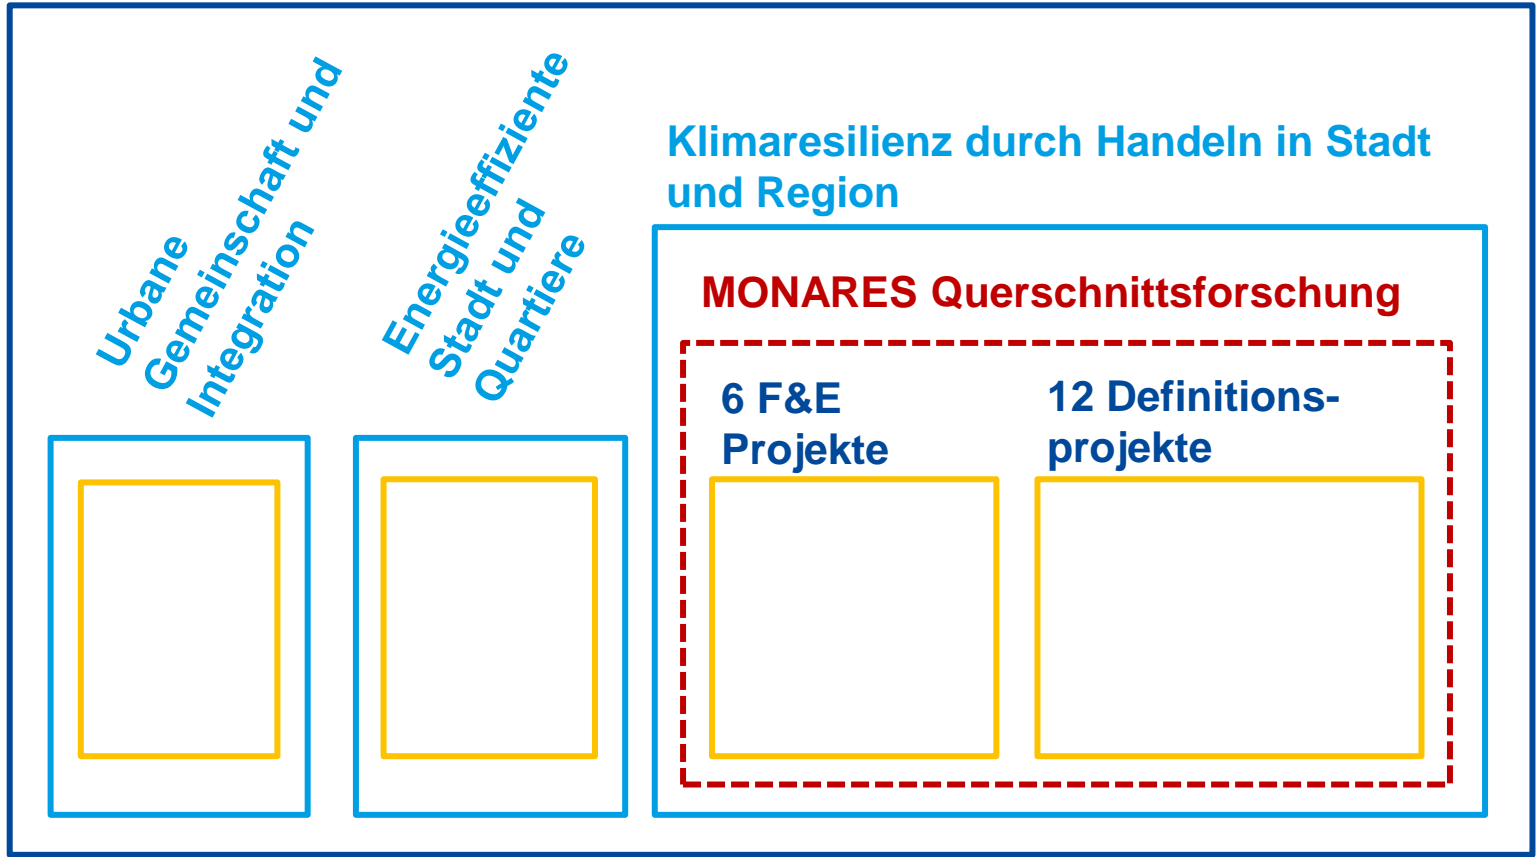 Urbane
Gemeinschaft und
Integration
Energieeffiziente
Stadt und
Quartiere
Klimaresilienz durch Handeln in Stadt
und Region
MONARES Querschnittsforschung
6 F&E
Projekte
12 Definitions-
projekte